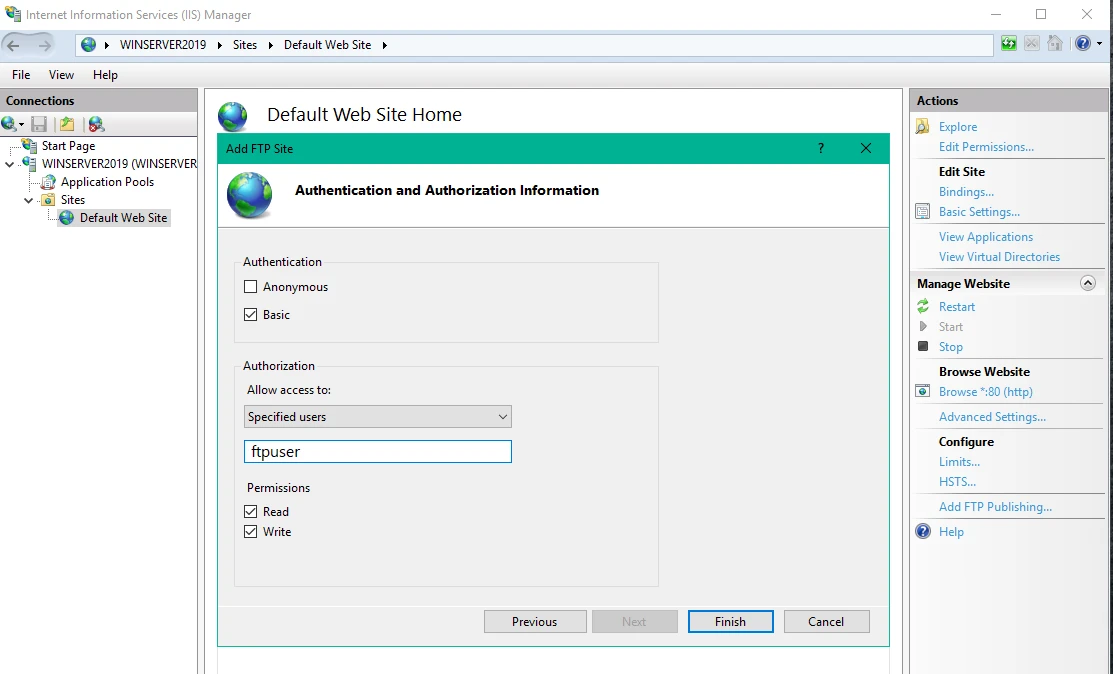 Internet Information Services (IIS) Manager
WINSERVER2019 Sites Default Web Site
File View Help
Connections
Start Page
WINSERVER2019 (WINSERVER
Application Pools
Sites
Default Web Site
Default Web Site Home
Add FTP Site ?
Authentication and Authorization Information
Authentication
Anonymous
Basic
Authorization
Allow access to:
Specified users
ftpuser
Permissions
Read
Write
Previous Next Finish Cancel
Actions
Explore
Edit Permissions...
Edit Site
Bindings...
Basic Settings...
View Applications
View Virtual Directories
Manage Website
Restart
Start
Stop
Browse Website
Browse *:80 (http)
Advanced Settings...
Configure
Limits...
HSTS...
Add FTP Publishing...
Help